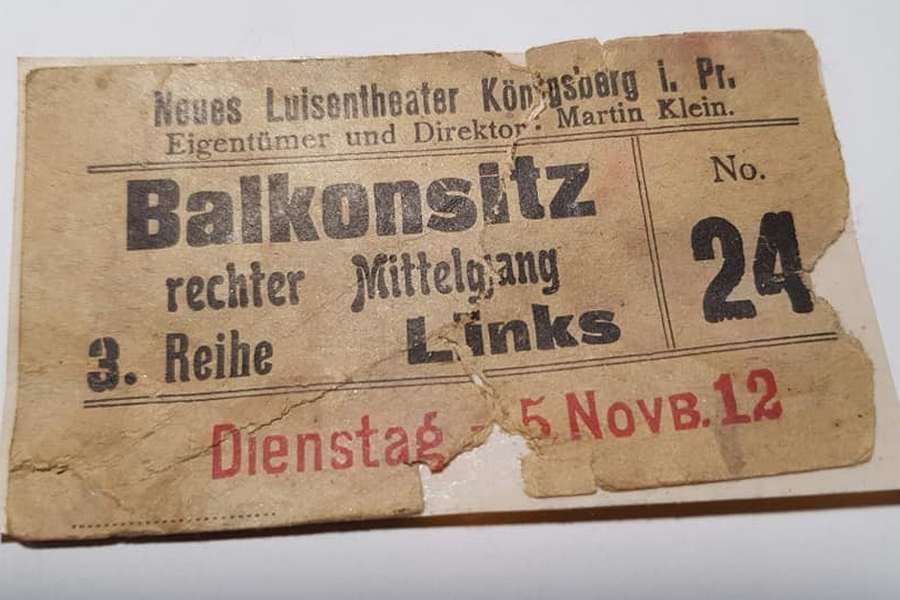 Neues Luisentheater Königsberg i. Pr.
Eigentümer und Direktor: Martin Klein.
Balkonsitz
rechter Mittelgang
3. Reihe Links
No.
24
Dienstag - 5 NOVB. 12